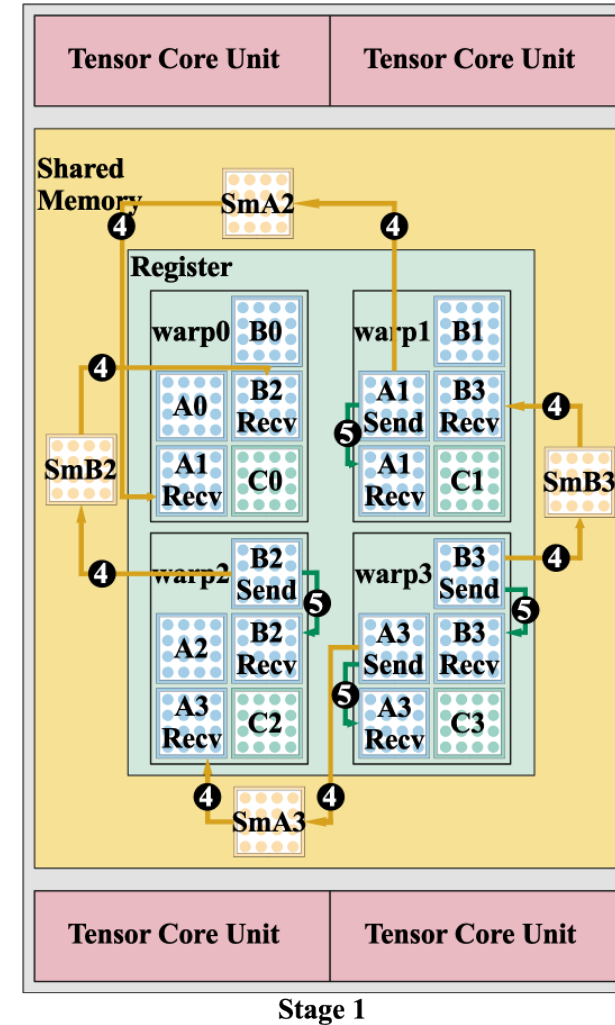 Tensor Core Unit
Tensor Core Unit
Shared
Memory
SmA2
4
4
Register
warp0
B0
warp1
B1
4
A0
B2
Recv
A1
Send
B3
Recv
4
5
SmB2
A1
Recv
C0
A1
Recv
C1
SmB3
4
warp2
B2
Send
5
warp3
B3
Send
4
5
A2
B2
Recv
A3
Send
B3
Recv
5
A3
Recv
C2
A3
Recv
C3
4
SmA3
4
Tensor Core Unit
Tensor Core Unit
Stage 1